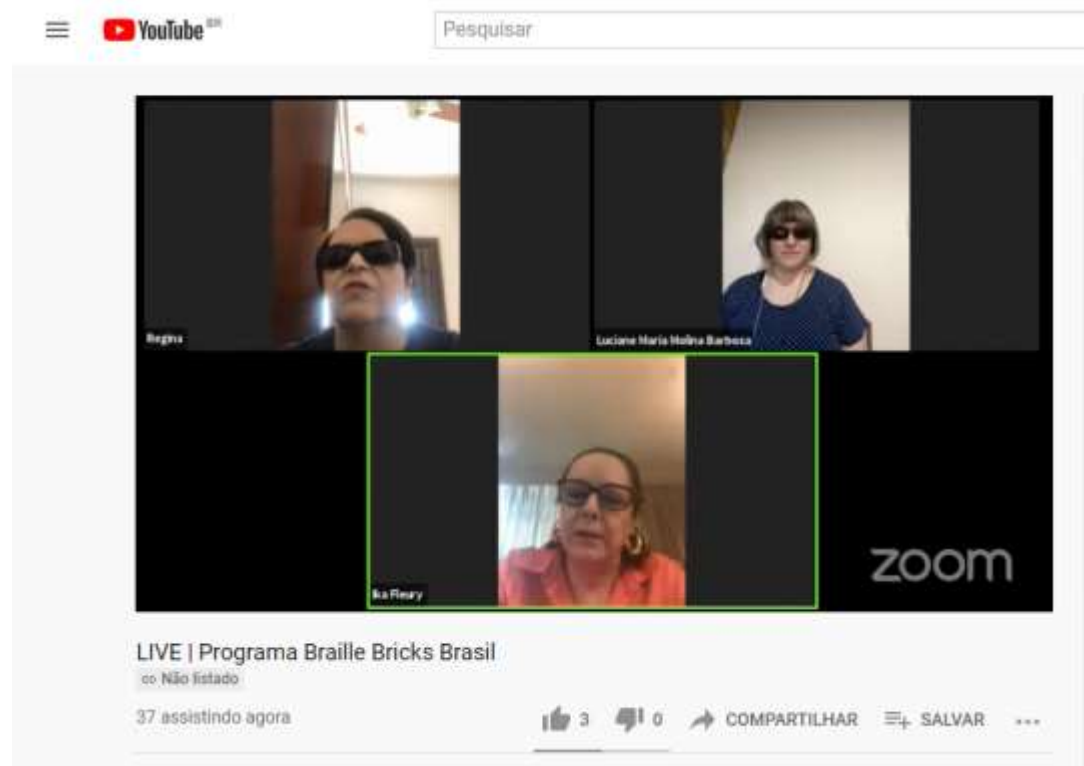 YouTube BR
Pesquisar
Regina
Luciane Maria Molina Barbosa
Ika Fleury
zoom
LIVE | Programa Braille Bricks Brasil
Não listado
37 assistindo agora
3
0
COMPARTILHAR
SALVAR